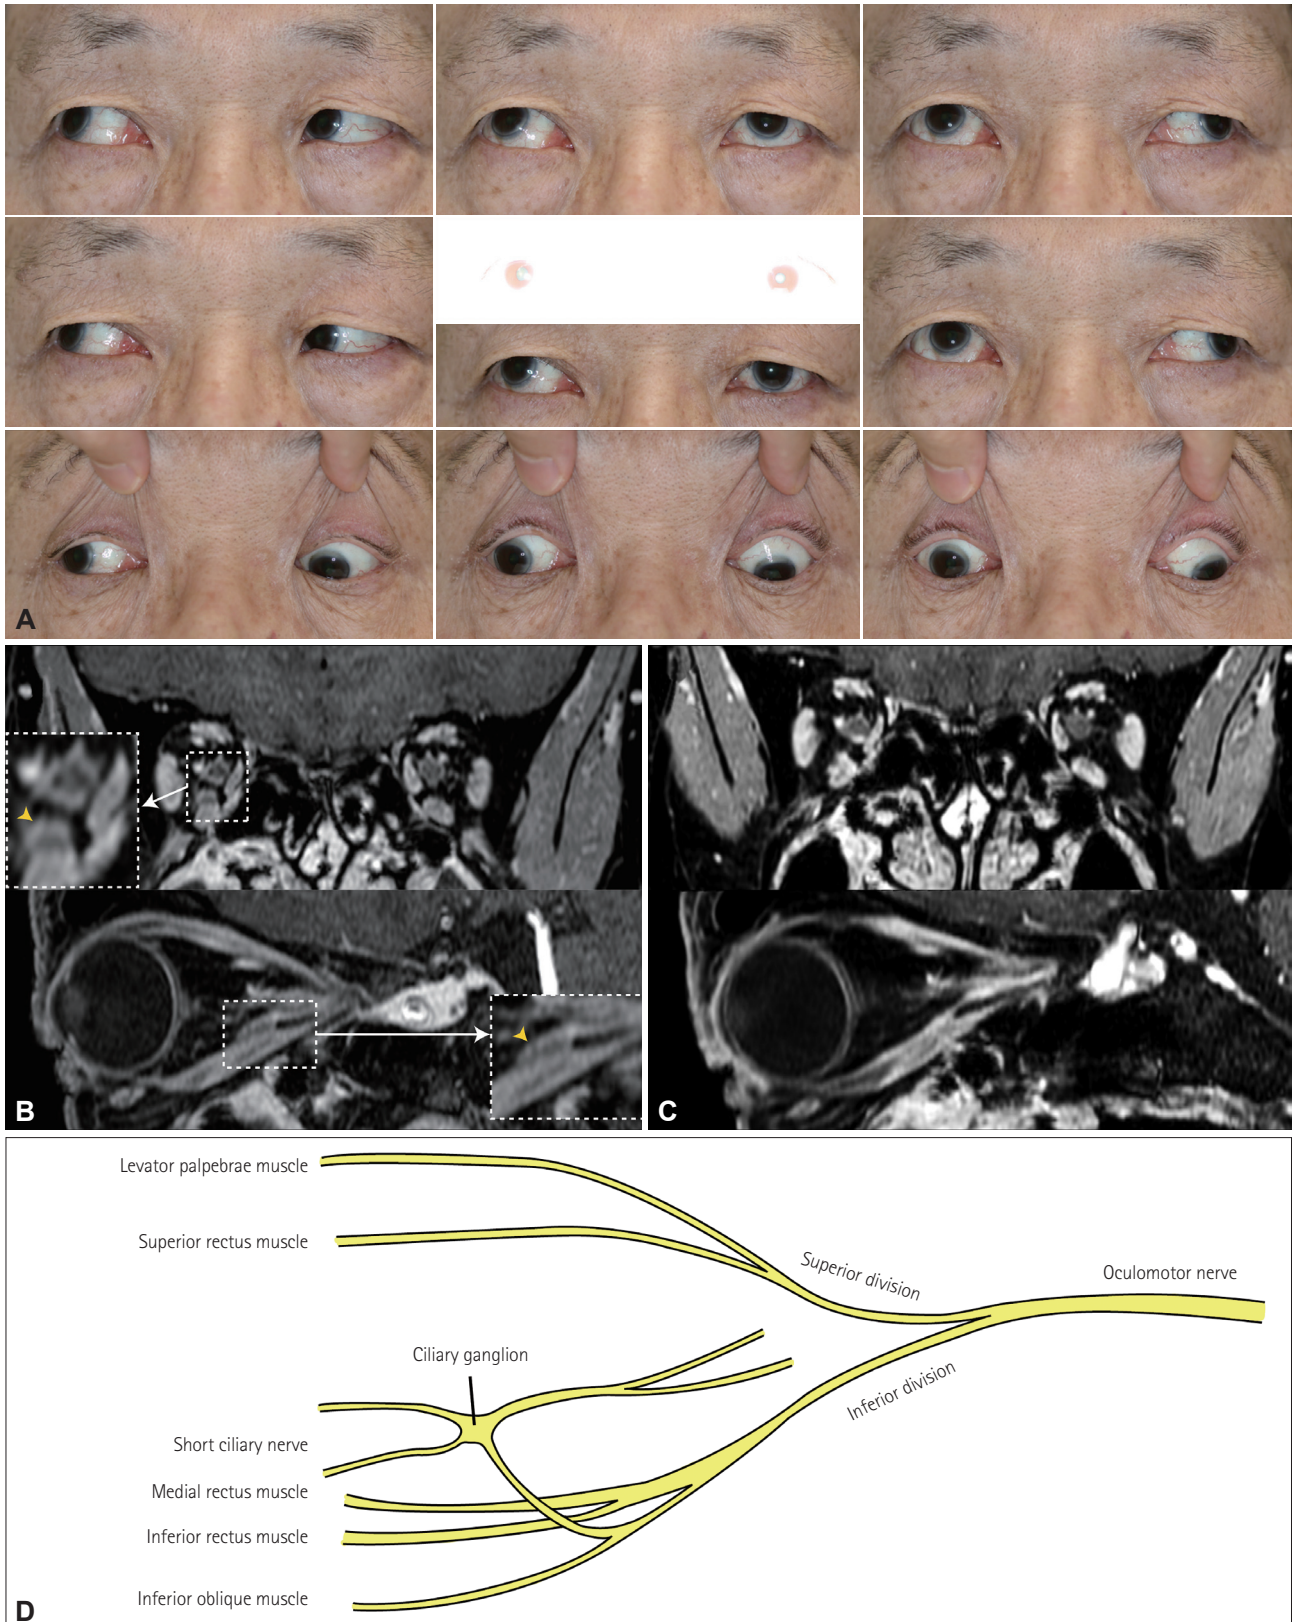 A
B
C
Levator palpebrae muscle
Superior rectus muscle
Superior division
Oculomotor nerve
Ciliary ganglion
Inferior division
Short ciliary nerve
Medial rectus muscle
Inferior rectus muscle
Inferior oblique muscle
D